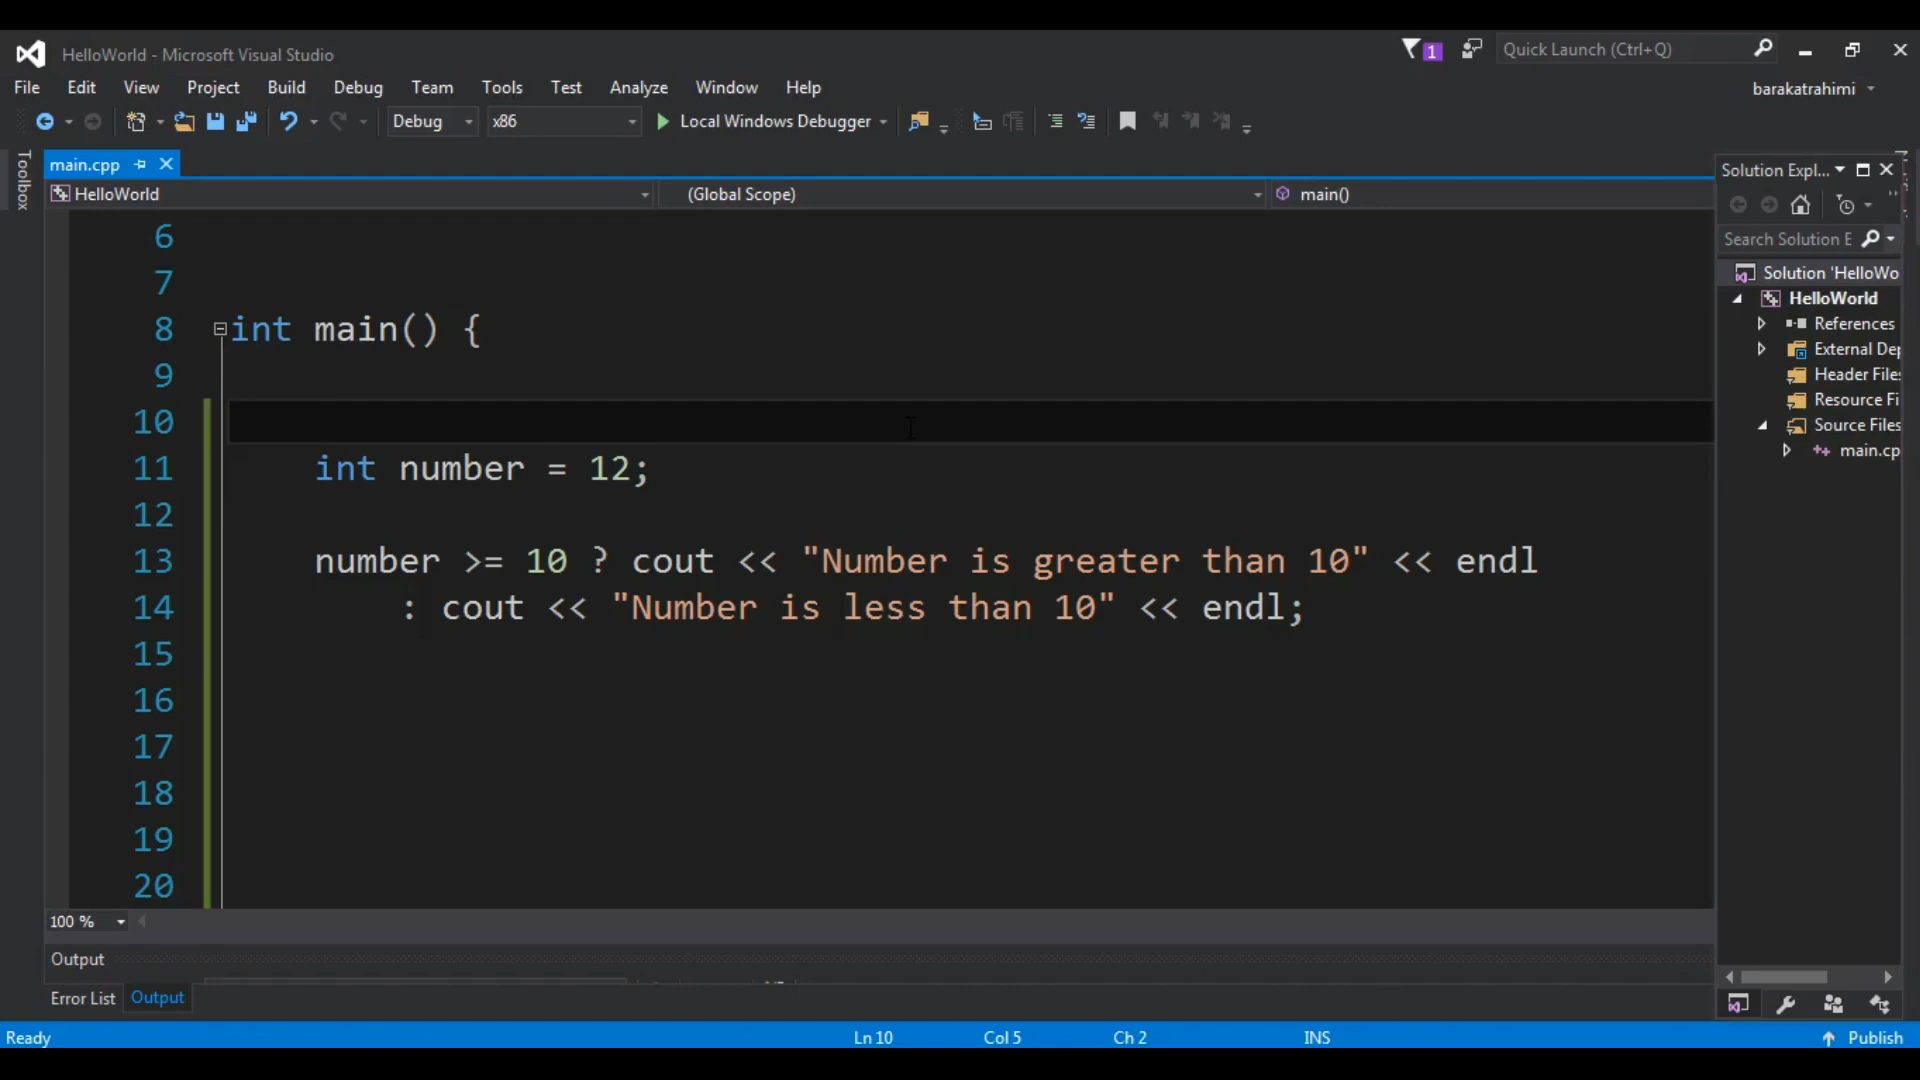 HelloWorld - Microsoft Visual Studio
1
Quick Launch (Ctrl+Q)
File Edit View Project Build Debug Team Tools Test Analyze Window Help
barakatrahimi
Debug x86 Local Windows Debugger
Toolbox
main.cpp
HelloWorld (Global Scope) main()
6
7
8 int main() {
9
10
11 int number = 12;
12
13 number >= 10 ? cout << "Number is greater than 10" << endl
14 : cout << "Number is less than 10" << endl;
15
16
17
18
19
20
100 %
Output
Error List Output
Solution Expl...
Search Solution E
Solution 'HelloWo
HelloWorld
References
External Dep
Header Files
Resource Fi
Source Files
main.cp
Ready Ln 10 Col 5 Ch 2 INS Publish